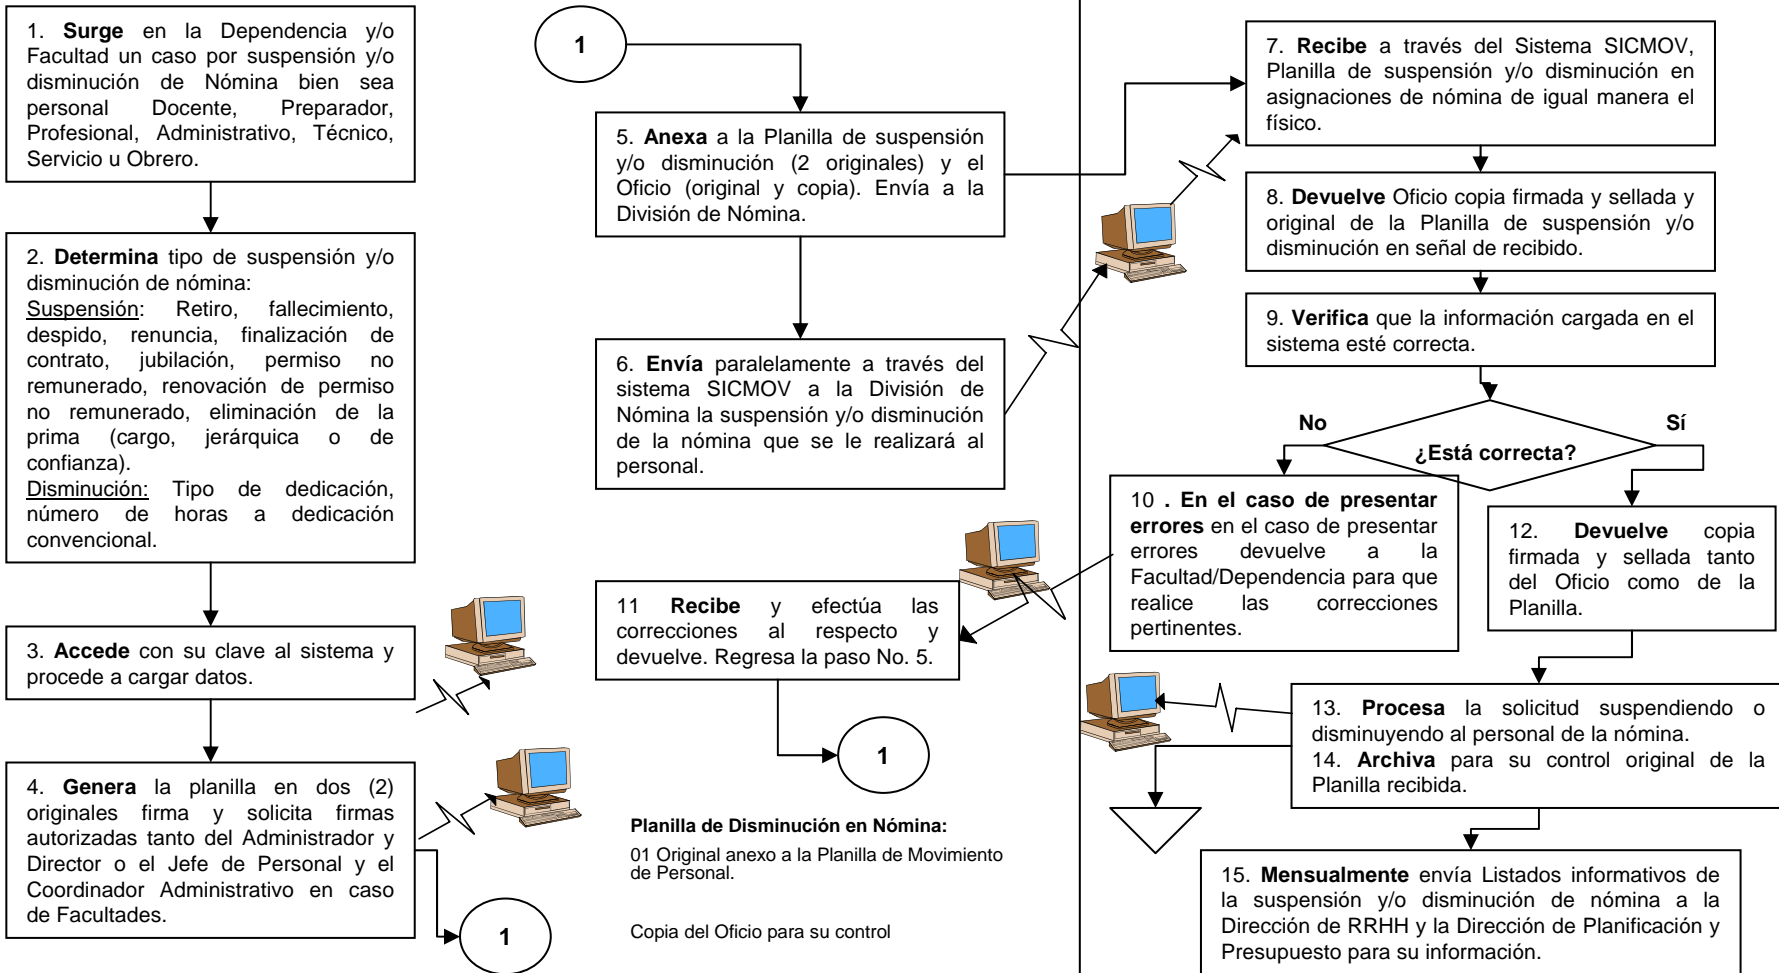 1. Surge en la Dependencia y/o
Facultad un caso por suspensión y/o
disminución de Nómina bien sea
personal Docente, Preparador,
Profesional, Administrativo, Técnico,
Servicio u Obrero.
2. Determina tipo de suspensión y/o
disminución de nómina:
Suspensión: Retiro, fallecimiento,
despido, renuncia, finalización de
contrato, jubilación, permiso no
remunerado, renovación de permiso
no remunerado, eliminación de la
prima (cargo, jerárquica o de
confianza).
Disminución: Tipo de dedicación,
número de horas a dedicación
convencional.
3. Accede con su clave al sistema y
procede a cargar datos.
4. Genera la planilla en dos (2)
originales firma y solicita firmas
autorizadas tanto del Administrador y
Director o el Jefe de Personal y el
Coordinador Administrativo en caso
de Facultades.
1
1
5. Anexa a la Planilla de suspensión
y/o disminución (2 originales) y el
Oficio (original y copia). Envía a la
División de Nómina.
6. Envía paralelamente a través del
sistema SICMOV a la División de
Nómina la suspensión y/o disminución
de la nómina que se le realizará al
personal.
11 Recibe y efectúa las
correcciones al respecto y
devuelve. Regresa la paso No. 5.
1
Planilla de Disminución en Nómina:
01 Original anexo a la Planilla de Movimiento
de Personal.
Copia del Oficio para su control
7. Recibe a través del Sistema SICMOV,
Planilla de suspensión y/o disminución en
asignaciones de nómina de igual manera el
físico.
8. Devuelve Oficio copia firmada y sellada y
original de la Planilla de suspensión y/o
disminución en señal de recibido.
9. Verifica que la información cargada en el
sistema esté correcta.
No
Sí
¿Está correcta?
10 . En el caso de presentar
errores en el caso de presentar
errores devuelve a la
Facultad/Dependencia para que
realice las correcciones
pertinentes.
12. Devuelve copia
firmada y sellada tanto
del Oficio como de la
Planilla.
13. Procesa la solicitud suspendiendo o
disminuyendo al personal de la nómina.
14. Archiva para su control original de la
Planilla recibida.
15. Mensualmente envía Listados informativos de
la suspensión y/o disminución de nómina a la
Dirección de RRHH y la Dirección de Planificación y
Presupuesto para su información.